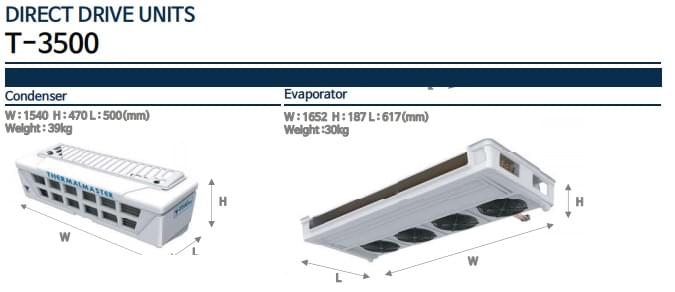 DIRECT DRIVE UNITS
T-3500
Condenser
W : 1540 H : 470 L : 500(mm)
Weight : 39kg
THERMALMASTER
H
W
L
Evaporator
W : 1652 H : 187 L : 617(mm)
Weight :30kg
H
W
L